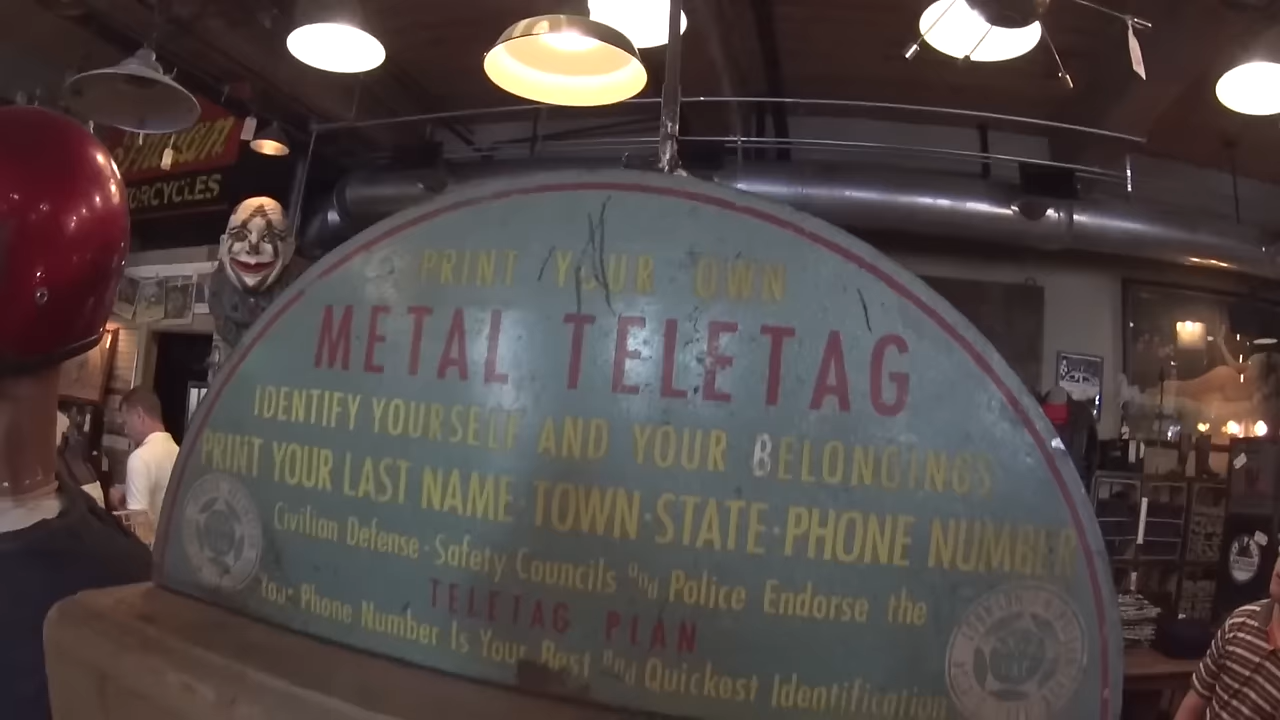 ORCYCLES
PRINT YOUR OWN
METAL TELETAG
IDENTIFY YOURSELF AND YOUR BELONGINGS
PRINT YOUR LAST NAME·TOWN·STATE·PHONE NUMBER
Civilian Defense-Safety Councils and Police Endorse the
TELETAG PLAN
Your Phone Number Is Your Best and Quickest Identification